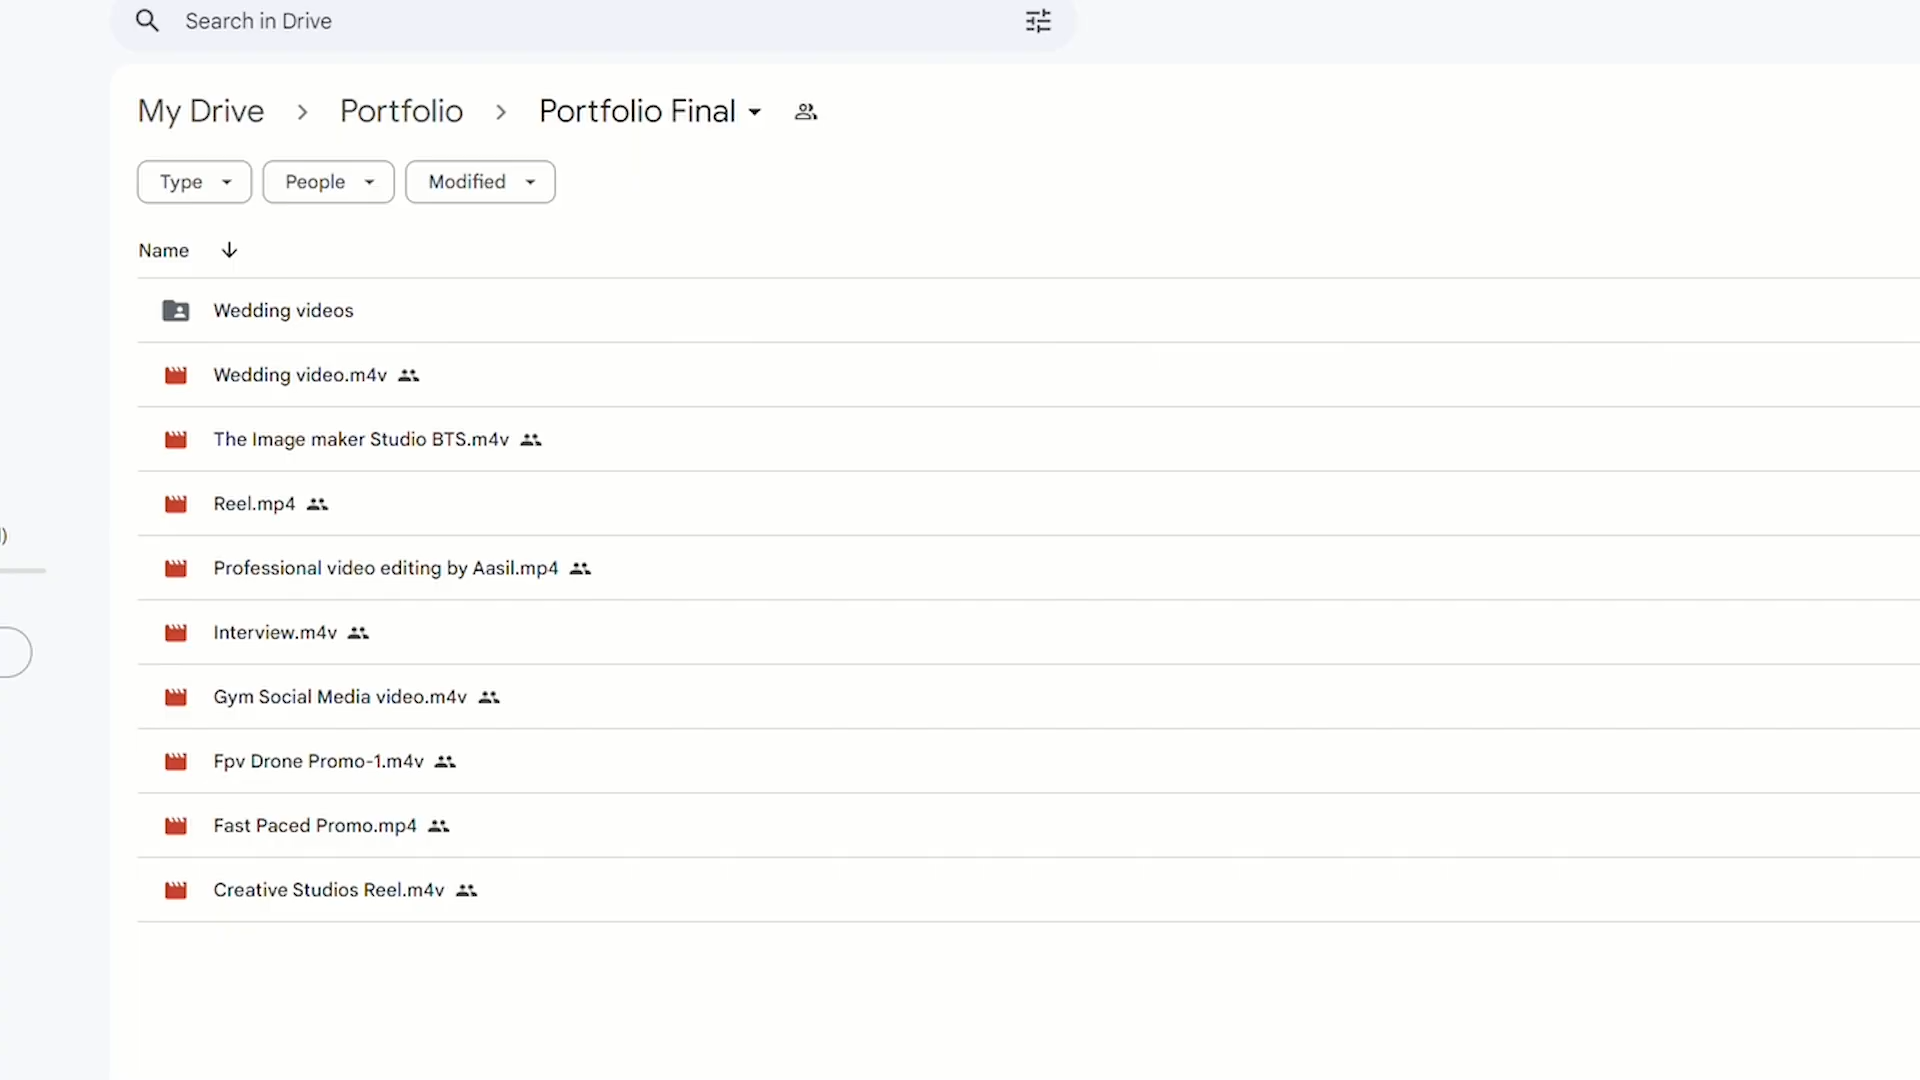 Search in Drive
My Drive > Portfolio > Portfolio Final
Type People Modified
Name
Wedding videos
Wedding video.m4v
The Image maker Studio BTS.m4v
Reel.mp4
)
Professional video editing by Aasil.mp4
Interview.m4v
Gym Social Media video.m4v
Fpv Drone Promo-1.m4v
Fast Paced Promo.mp4
Creative Studios Reel.m4v